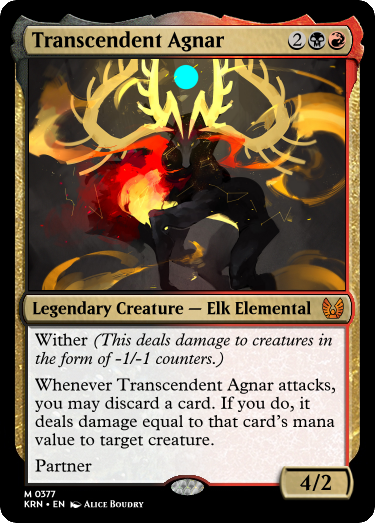 Transcendent Agnar 2
Legendary Creature — Elk Elemental
Wither (This deals damage to creatures in
the form of -1/-1 counters.)
Whenever Transcendent Agnar attacks,
you may discard a card. If you do, it
deals damage equal to that card's mana
value to target creature.
Partner
4/2
M 0377
KRN • EN Alice Boudry